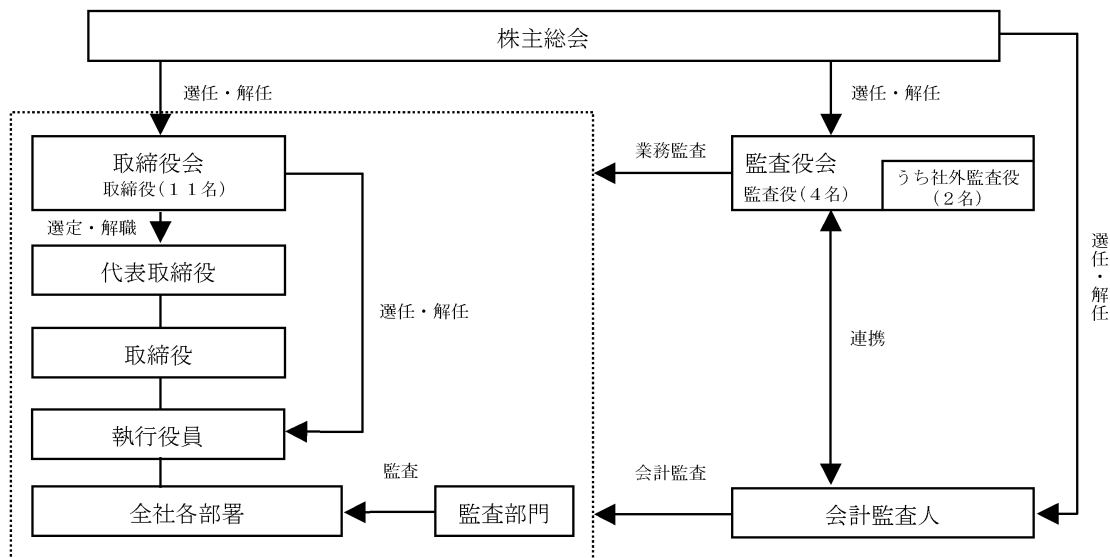 株主総会
選任・解任
選任・解任
取締役会
取締役(11名)
業務監査
監査役会
監査役(4名)
うち社外監査役
(2名)
選定・解職
代表取締役
選任・解任
選任・解任
連携
取締役
執行役員
監査
会計監査
全社各部署
監査部門
会計監査人